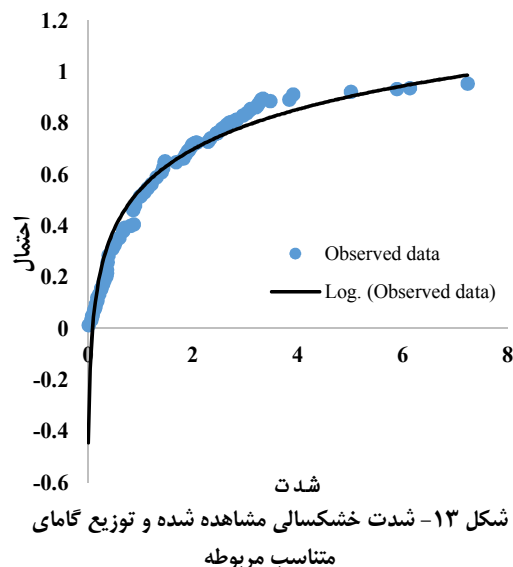 1.2
1
0.8
0.6
0.4
0.2
0
-0.2
-0.4
-0.6
0 2 4 6 8
احتمال
Observed data
Log. (Observed data)
شدت
شکل ۱۳- شدت خشکسالی مشاهده شده و توزیع گامای
متناسب مربوطه